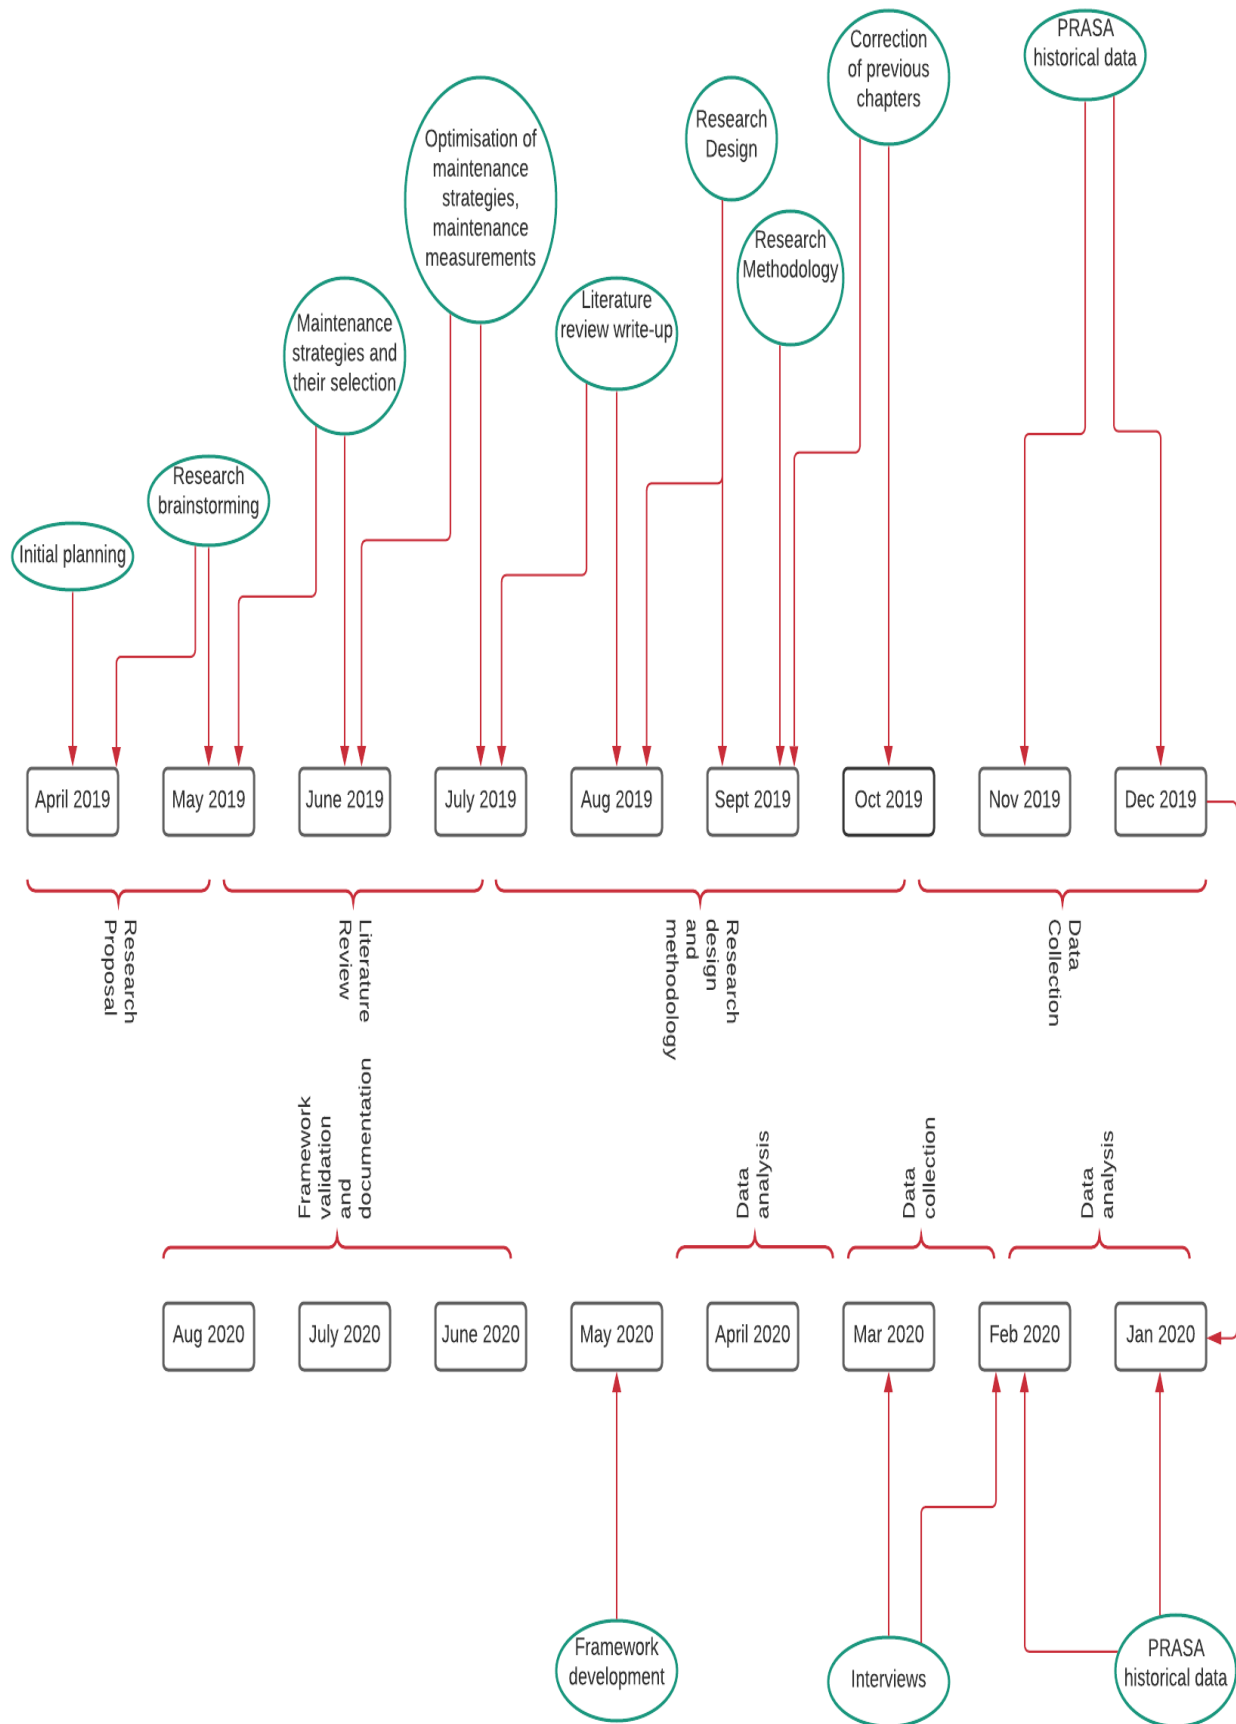 Correction
of previous
chapters
PRASA
historical data
Research
Design
Optimisation of
maintenance
strategies,
maintenance
measurements
Research
Methodology
Literature
review write-up
Maintenance
strategies and
their selection
Research
brainstorming
Initial planning
April 2019
May 2019
June 2019
July 2019
Aug 2019
Sept 2019
Oct 2019
Nov 2019
Dec 2019
Research
Proposal
Literature
Review
Research
design
and
methodology
Data
Collection
Framework
validation
and
documentation
Data
analysis
Data
collection
Data
analysis
Aug 2020
July 2020
June 2020
May 2020
April 2020
Mar 2020
Feb 2020
Jan 2020
Framework
development
Interviews
PRASA
historical data